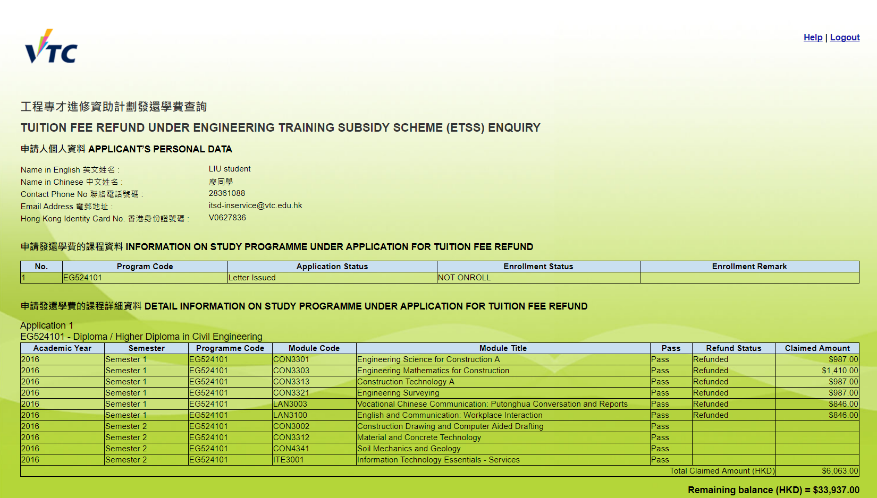 VTC
Help | Logout
工程專才進修資助計劃發還學費查詢
TUITION FEE REFUND UNDER ENGINEERING TRAINING SUBSIDY SCHEME (ETSS) ENQUIRY
申請人個人資料 APPLICANT'S PERSONAL DATA
Name in English 英文姓名 : LIU student
Name in Chinese 中文姓名 : 廖同學
Contact Phone No 聯絡電話號碼 : 28361088
Email Address 電郵地址 : itsd-inservice@vtc.edu.hk
Hong Kong Identity Card No. 香港身份證號碼 : V0627836
申請發還學費的課程資料 INFORMATION ON STUDY PROGRAMME UNDER APPLICATION FOR TUITION FEE REFUND
No. Program Code Application Status Enrollment Status Enrollment Remark
1 EG524101 Letter Issued NOT ONROLL
申請發還學費的課程詳細資料 DETAIL INFORMATION ON STUDY PROGRAMME UNDER APPLICATION FOR TUITION FEE REFUND
Application 1
EG524101 - Diploma / Higher Diploma in Civil Engineering
Academic Year Semester Programme Code Module Code Module Title Pass Refund Status Claimed Amount
2016 Semester 1 EG524101 CON3301 Engineering Science for Construction A Pass Refunded $987.00
2016 Semester 1 EG524101 CON3303 Engineering Mathematics for Construction Pass Refunded $1,410.00
2016 Semester 1 EG524101 CON3313 Construction Technology A Pass Refunded $987.00
2016 Semester 1 EG524101 CON3321 Engineering Surveying Pass Refunded $987.00
2016 Semester 1 EG524101 LAN3003 Vocational Chinese Communication: Putonghua Conversation and Reports Pass Refunded $846.00
2016 Semester 1 EG524101 LAN3100 English and Communication: Workplace Interaction Pass Refunded $846.00
2016 Semester 2 EG524101 CON3002 Construction Drawing and Computer Aided Drafting Pass
2016 Semester 2 EG524101 CON3312 Material and Concrete Technology Pass
2016 Semester 2 EG524101 CON4341 Soil Mechanics and Geology Pass
2016 Semester 2 EG524101 ITE3001 Information Technology Essentials - Services Pass
Total Claimed Amount (HKD) $6,063.00
Remaining balance (HKD) = $33,937.00